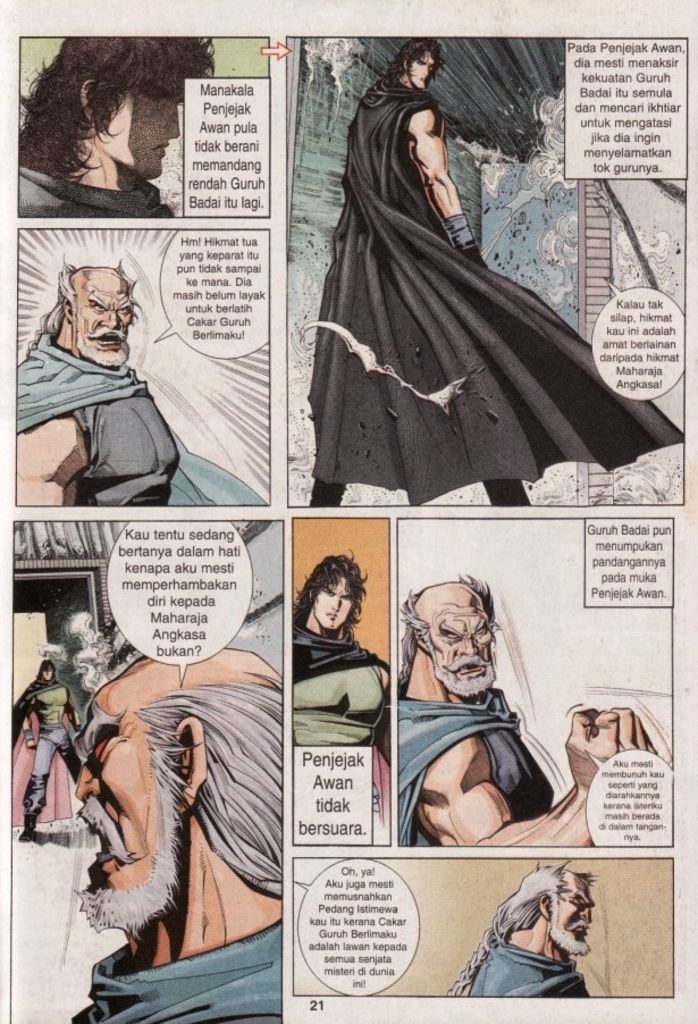 Manakala
Penjejak
Awan pula
tidak berani
memandang
rendah Guruh
Badai itu lagi.
Pada Penjejak Awan,
dia mesti menaksir
kekuatan Guruh
Badai itu semula
dan mencari ikhtiar
untuk mengatasi
jika dia ingin
menyelamatkan
tok gurunya.
Kalau tak
silap, hikmat
kau ini adalah
amat berlainan
daripada hikmat
Maharaja
Angkasa!
Hm! Hikmat tua
yang keparat itu
pun tidak sampai
ke mana. Dia
masih belum layak
untuk berlatih
Cakar Guruh
Berlimaku!
Kau tentu sedang
bertanya dalam hati
kenapa aku mesti
memperhambakan
diri kepada
Maharaja
Angkasa
bukan?
Penjejak
Awan
tidak
bersuara.
Guruh Badai pun
menumpukan
pandangannya
pada muka
Penjejak Awan.
Aku mesti
membunuh kau
seperti yang
diarahkannya
kerana isteriku
masih berada
di dalam tangan-
nya.
Oh, ya!
Aku juga mesti
memusnahkan
Pedang Istimewa
kau itu kerana Cakar
Guruh Berlimaku
adalah lawan kepada
semua senjata
misteri di dunia
ini!
21